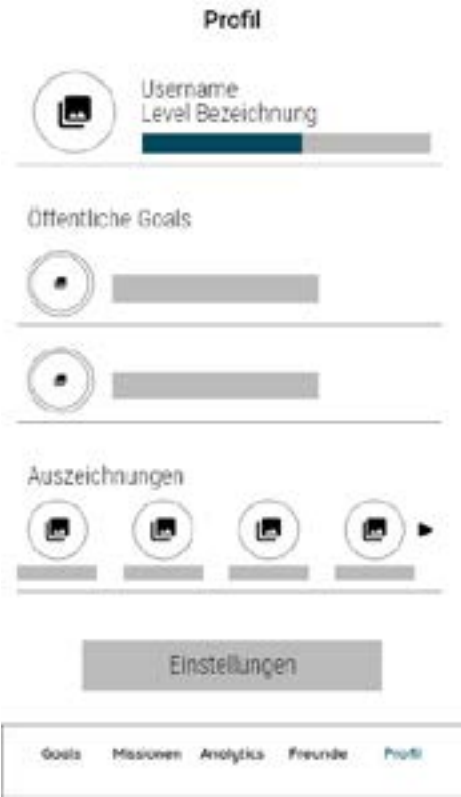 Profil
Username
Level Bezeichnung
Öffentliche Goals
Auszeichnungen
Einstellungen
Goals Missionen Analytics Freunde Profil